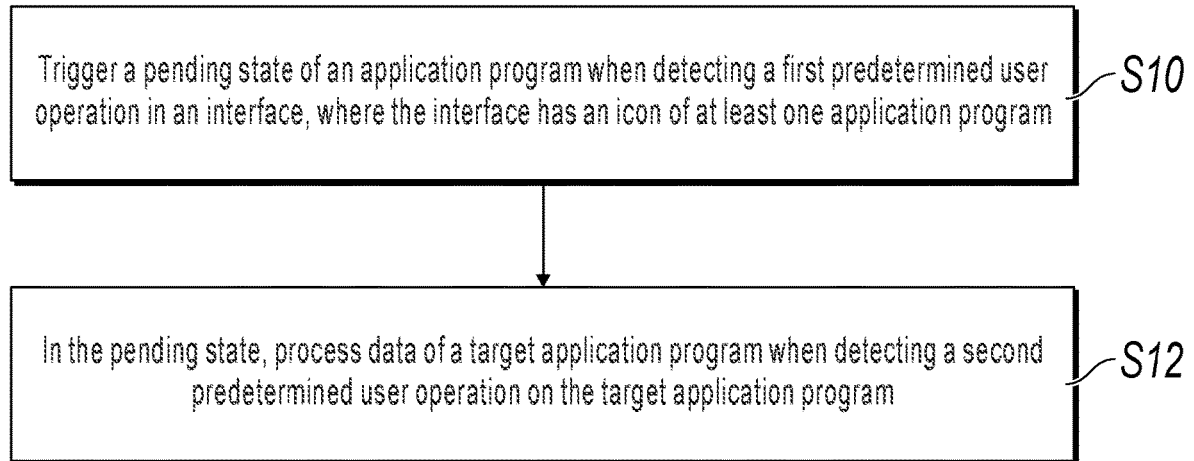 Trigger a pending state of an application program when detecting a first predetermined user
operation in an interface, where the interface has an icon of at least one application program
S10
In the pending state, process data of a target application program when detecting a second
predetermined user operation on the target application program
S12